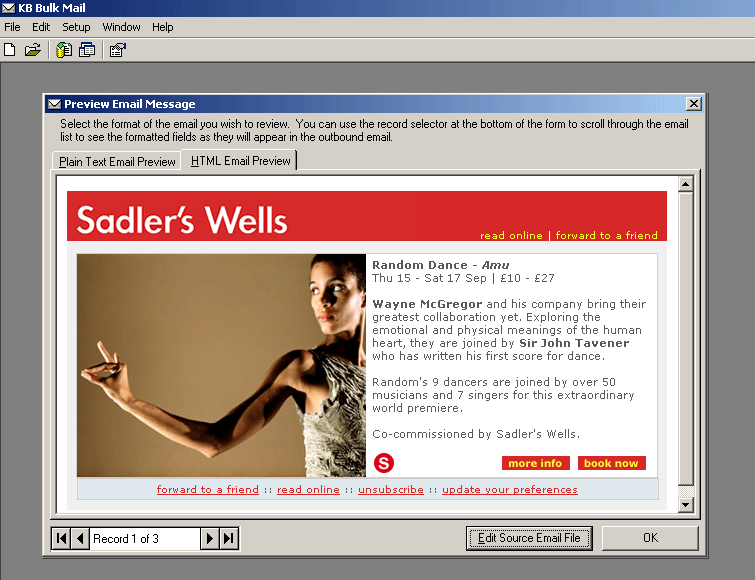 KB Bulk Mail
File Edit Setup Window Help
Preview Email Message
Select the format of the email you wish to review. You can use the record selector at the bottom of the form to scroll through the email
list to see the formatted fields as they will appear in the outbound email.
Plain Text Email Preview HTML Email Preview
Sadler's Wells
read online | forward to a friend
Random Dance - Amu
Thu 15 - Sat 17 Sep | £10 - £27
Wayne McGregor and his company bring their
greatest collaboration yet. Exploring the
emotional and physical meanings of the human
heart, they are joined by Sir John Tavener
who has written his first score for dance.
Random's 9 dancers are joined by over 50
musicians and 7 singers for this extraordinary
world premiere.
Co-commissioned by Sadler's Wells.
S more info book now
forward to a friend :: read online :: unsubscribe :: update your preferences
Record 1 of 3 Edit Source Email File OK